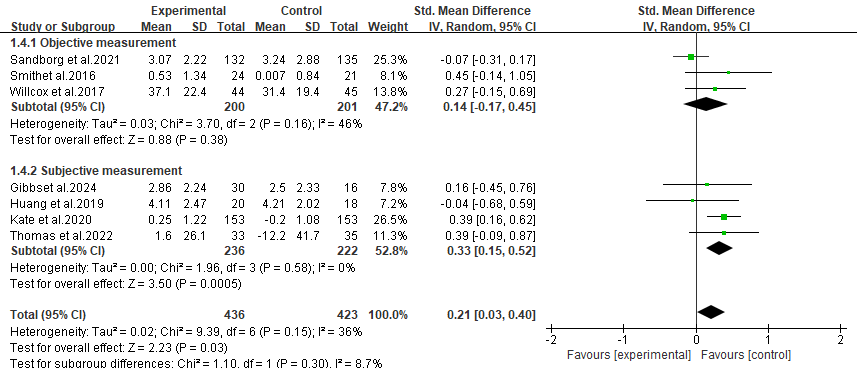 Experimental Control Std. Mean Difference Std. Mean Difference
Study or Subgroup Mean SD Total Mean SD Total Weight IV, Random, 95% CI IV, Random, 95% CI
1.4.1 Objective measurement
Sandborg et.al.2021 3.07 2.22 132 3.24 2.88 135 25.3% -0.07 [-0.31, 0.17]
Smithet.al.2016 0.53 1.34 24 0.007 0.84 21 8.1% 0.45 [-0.14, 1.05]
Willcox et.al.2017 37.1 22.4 44 31.4 19.4 45 13.8% 0.27 [-0.15, 0.69]
Subtotal (95% CI) 200 201 47.2% 0.14 [-0.17, 0.45]
Heterogeneity: Tau² = 0.03; Chi² = 3.70, df = 2 (P = 0.16); I² = 46%
Test for overall effect: Z = 0.88 (P = 0.38)
1.4.2 Subjective measurement
Gibbset al.2024 2.86 2.24 30 2.5 2.33 16 7.8% 0.16 [-0.45, 0.76]
Huang et al.2019 4.11 2.47 20 4.21 2.02 18 7.2% -0.04 [-0.68, 0.59]
Kate et al.2020 0.25 1.22 153 -0.2 1.08 153 26.5% 0.39 [0.16, 0.62]
Thomas et.al.2022 1.6 26.1 33 -12.2 41.7 35 11.3% 0.39 [-0.09, 0.87]
Subtotal (95% CI) 236 222 52.8% 0.33 [0.15, 0.52]
Heterogeneity: Tau² = 0.00; Chi² = 1.96, df = 3 (P = 0.58); I² = 0%
Test for overall effect: Z = 3.50 (P = 0.0005)
Total (95% CI) 436 423 100.0% 0.21 [0.03, 0.40]
Heterogeneity: Tau² = 0.02; Chi² = 9.39, df = 6 (P = 0.15); I² = 36%
Test for overall effect: Z = 2.23 (P = 0.03)
Test for subgroup differences: Chi² = 1.10, df = 1 (P = 0.30), I² = 8.7%
-2 -1 0 1 2
Favours [experimental] Favours [control]